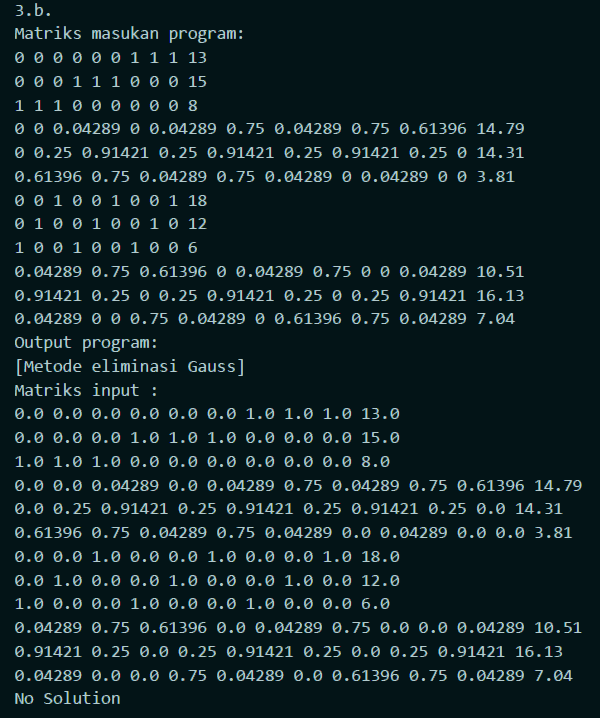 3.b.
Matriks masukan program:
0 0 0 0 0 0 1 1 1 13
0 0 0 1 1 1 0 0 0 15
1 1 1 0 0 0 0 0 0 8
0 0 0.04289 0 0.04289 0.75 0.04289 0.75 0.61396 14.79
0 0.25 0.91421 0.25 0.91421 0.25 0.91421 0.25 0 14.31
0.61396 0.75 0.04289 0.75 0.04289 0 0.04289 0 0 3.81
0 0 1 0 0 1 0 0 1 18
0 1 0 0 1 0 0 1 0 12
1 0 0 1 0 0 1 0 0 6
0.04289 0.75 0.61396 0 0.04289 0.75 0 0 0.04289 10.51
0.91421 0.25 0 0.25 0.91421 0.25 0 0.25 0.91421 16.13
0.04289 0 0 0.75 0.04289 0 0.61396 0.75 0.04289 7.04
Output program:
[Metode eliminasi Gauss]
Matriks input :
0.0 0.0 0.0 0.0 0.0 0.0 1.0 1.0 1.0 13.0
0.0 0.0 0.0 1.0 1.0 1.0 0.0 0.0 0.0 15.0
1.0 1.0 1.0 0.0 0.0 0.0 0.0 0.0 0.0 8.0
0.0 0.0 0.04289 0.0 0.04289 0.75 0.04289 0.75 0.61396 14.79
0.0 0.25 0.91421 0.25 0.91421 0.25 0.91421 0.25 0.0 14.31
0.61396 0.75 0.04289 0.75 0.04289 0.0 0.04289 0.0 0.0 3.81
0.0 0.0 1.0 0.0 0.0 1.0 0.0 0.0 1.0 18.0
0.0 1.0 0.0 0.0 1.0 0.0 0.0 1.0 0.0 12.0
1.0 0.0 0.0 1.0 0.0 0.0 1.0 0.0 0.0 6.0
0.04289 0.75 0.61396 0.0 0.04289 0.75 0.0 0.0 0.04289 10.51
0.91421 0.25 0.0 0.25 0.91421 0.25 0.0 0.25 0.91421 16.13
0.04289 0.0 0.0 0.75 0.04289 0.0 0.61396 0.75 0.04289 7.04
No Solution